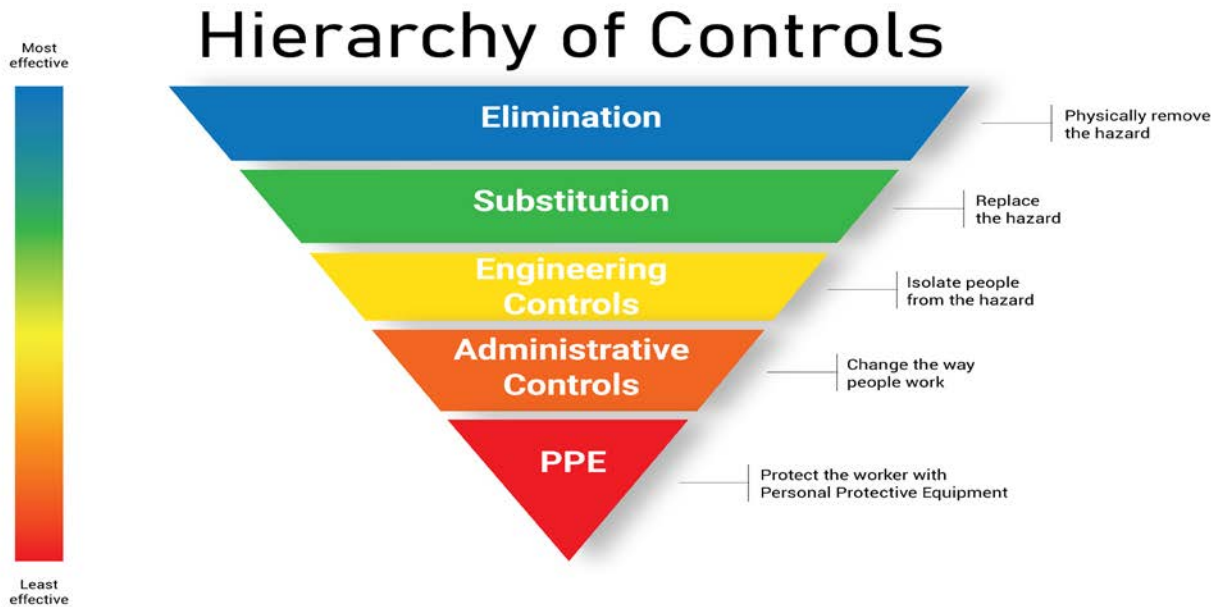 Hierarchy of Controls
Most
effective
Elimination
Physically remove
the hazard
Substitution
Replace
the hazard
Engineering
Controls
Isolate people
from the hazard
Administrative
Controls
Change the way
people work
PPE
Protect the worker with
Personal Protective Equipment
Least
effective